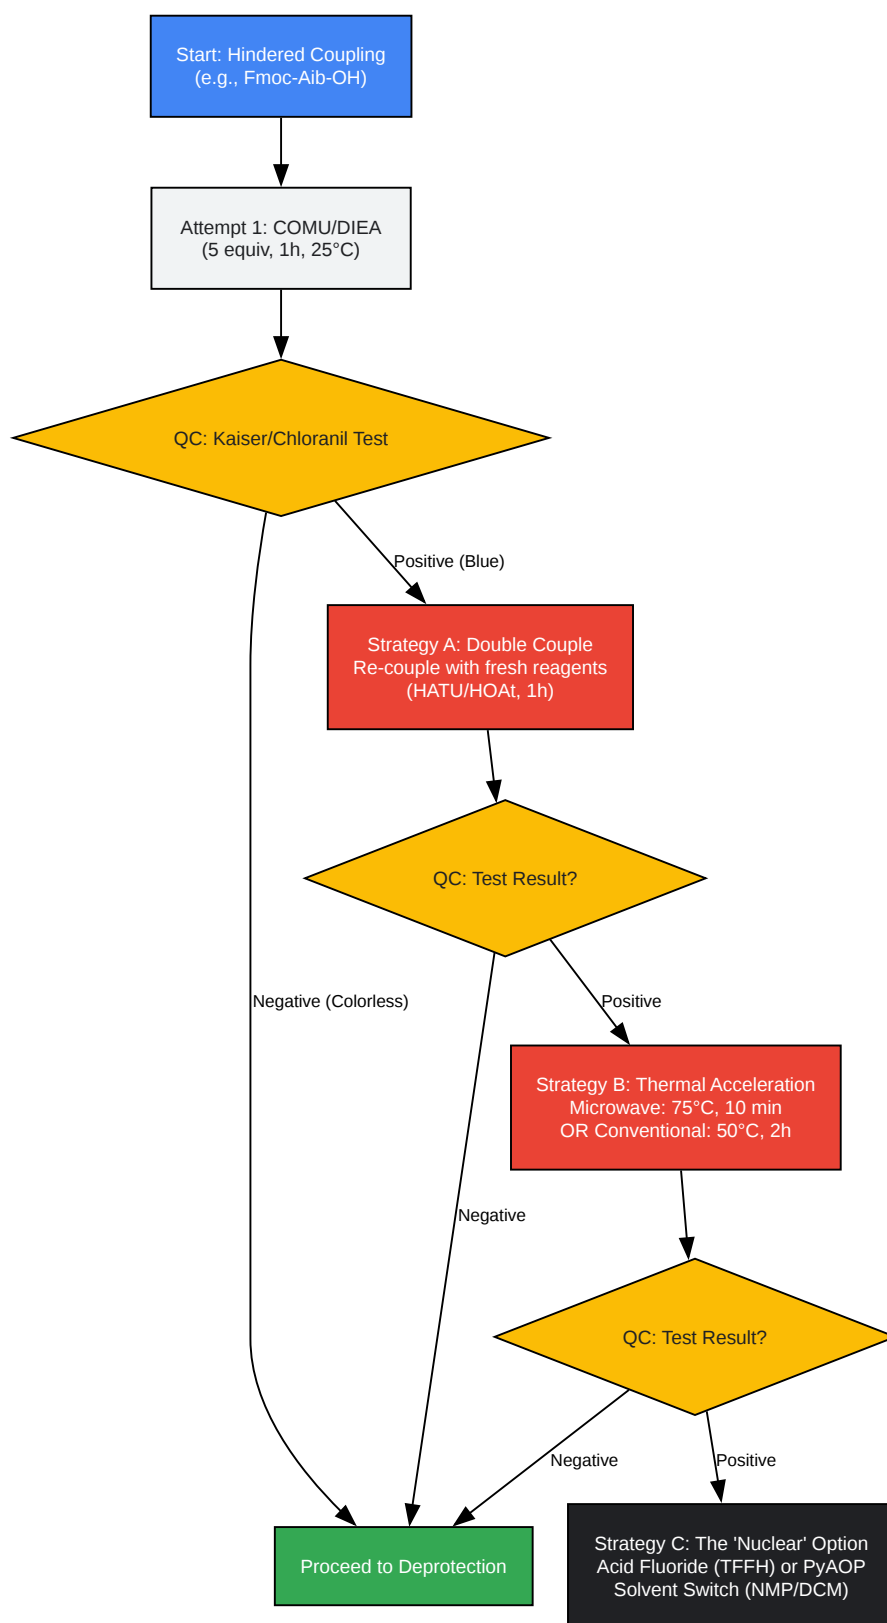 Start: Hindered Coupling
(e.g., Fmoc-Aib-OH)
Attempt 1: COMU/DIEA
(5 equiv, 1h, 25°C)
QC: Kaiser/Chloranil Test
Positive (Blue)
Strategy A: Double Couple
Re-couple with fresh reagents
(HATU/HOAt, 1h)
QC: Test Result?
Negative (Colorless)
Positive
Strategy B: Thermal Acceleration
Microwave: 75°C, 10 min
OR Conventional: 50°C, 2h
Negative
QC: Test Result?
Negative
Positive
Proceed to Deprotection
Strategy C: The 'Nuclear' Option
Acid Fluoride (TFFH) or PyAOP
Solvent Switch (NMP/DCM)